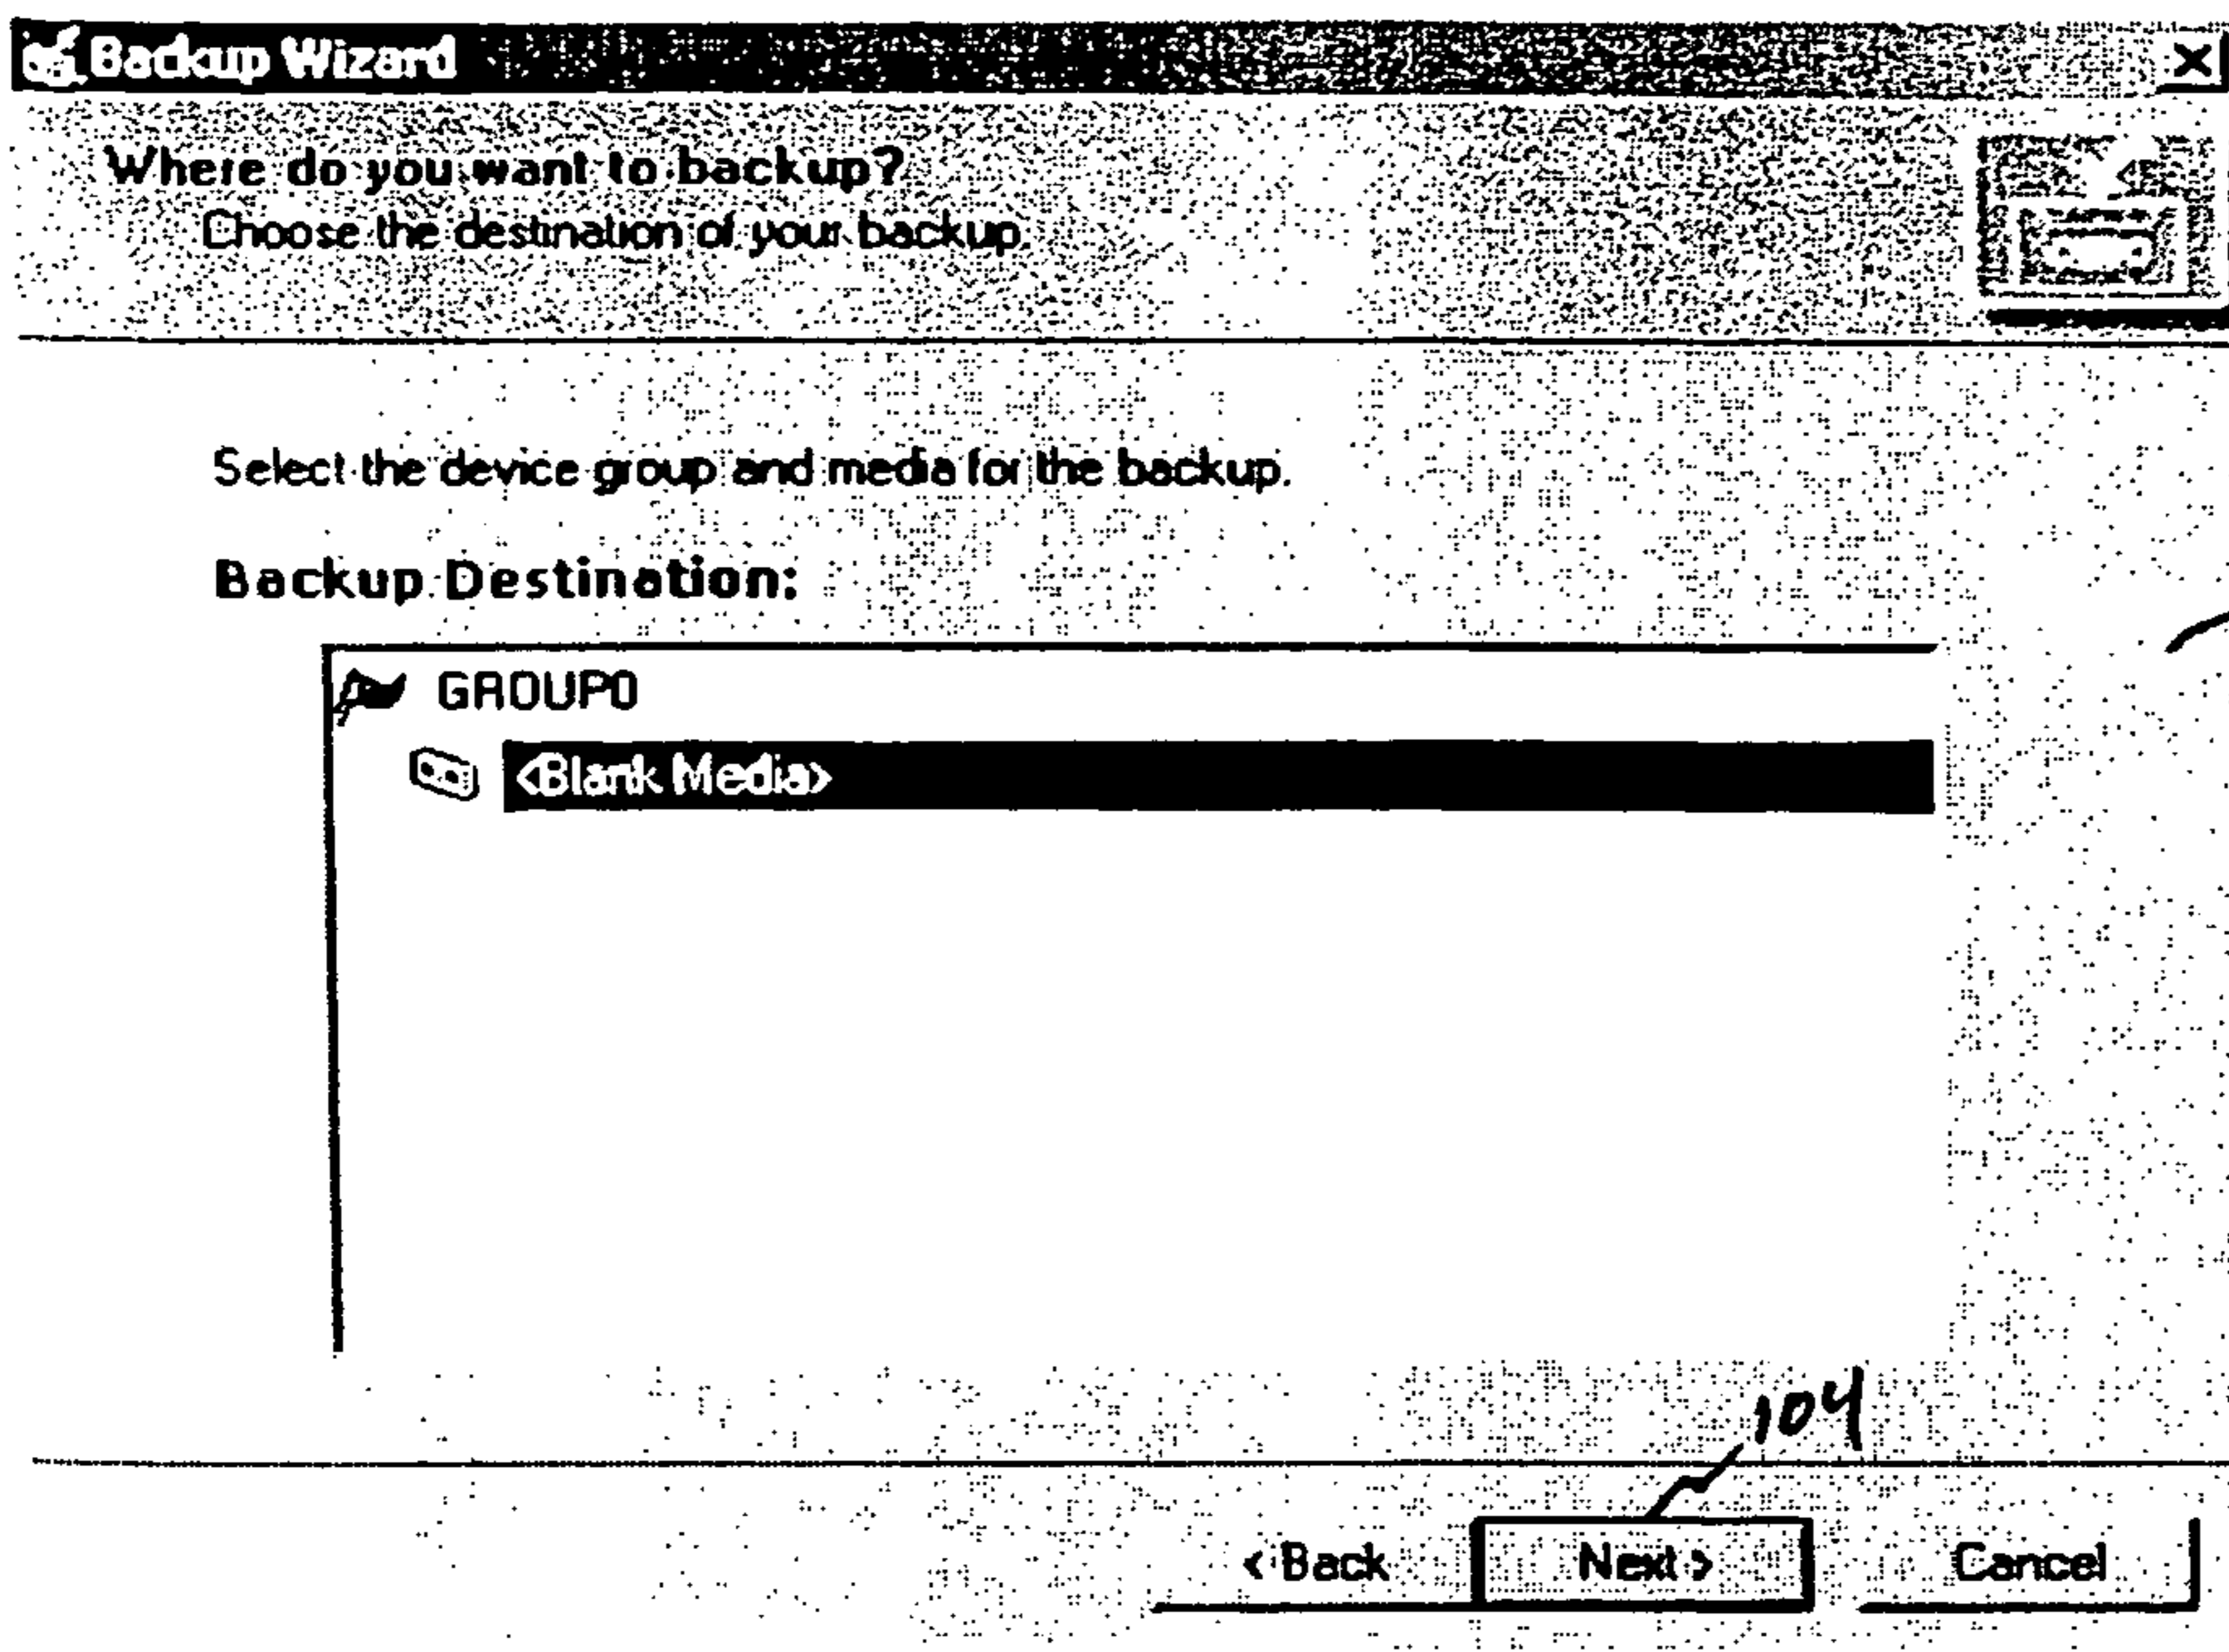 Backup Wizard
Where do you want to backup?
Choose the destination of your backup.
Select the device group and media for the backup.
Backup Destination:
GROUP0
<Blank Media>
104
< Back Next > Cancel